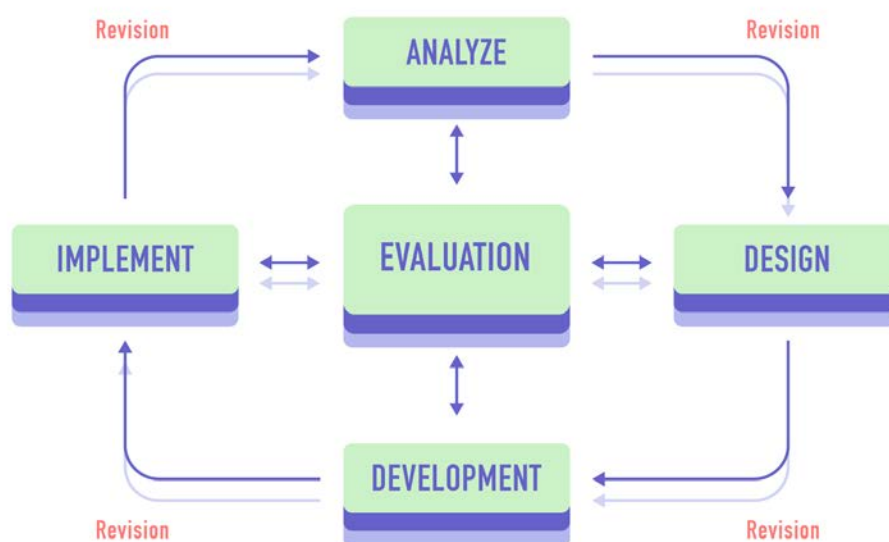 Revision
Revision
ANALYZE
IMPLEMENT
EVALUATION
DESIGN
DEVELOPMENT
Revision
Revision